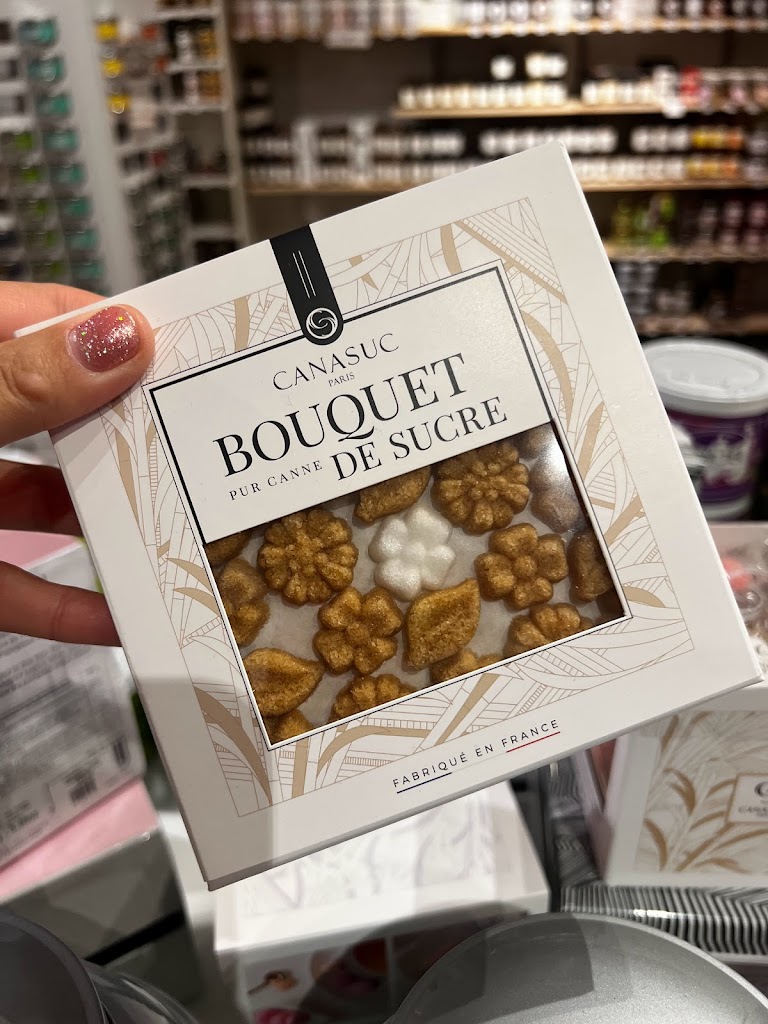 CANASUC
PARIS
BOUQUET
PUR CANNE DE SUCRE
FABRIQUÉ EN FRANCE